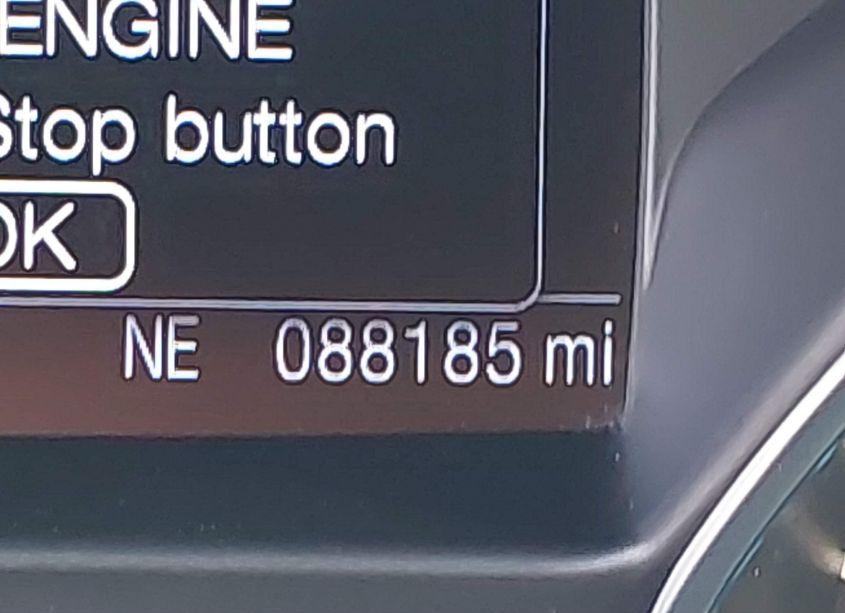 ENGINE
Stop button
OK
NE 088185 mi